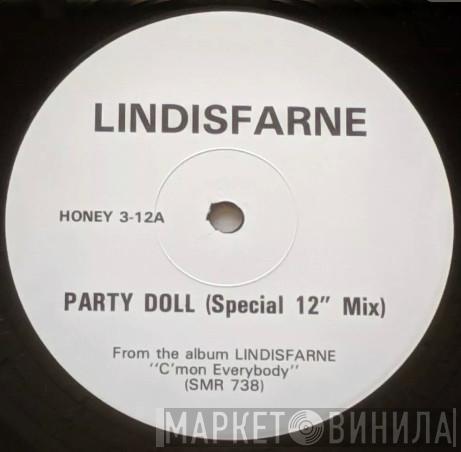 LINDISFARNE
HONEY 3-12A
PARTY DOLL (Special 12" Mix)
From the album LINDISFARNE
"C'mon Everybody"
(SMR 738)
МАРКЕТ ВИНИЛА